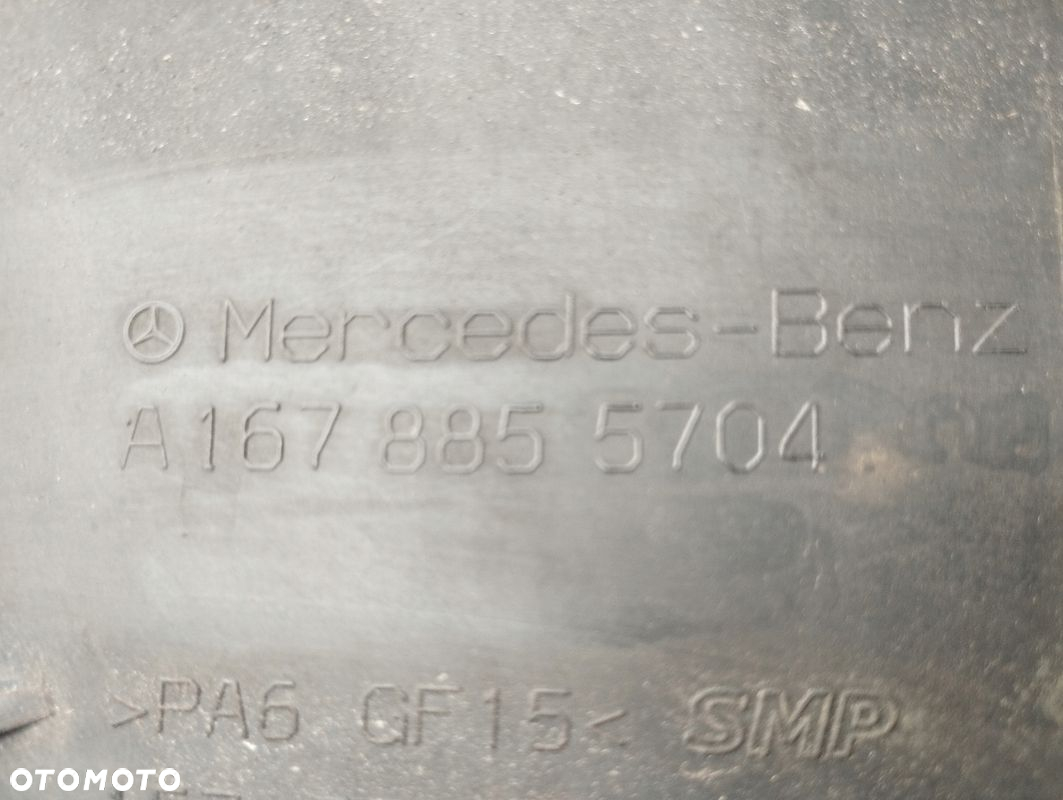 Mercedes-Benz
A 167 885 5704
>PA6 GF15< SMP
OTOMOTO